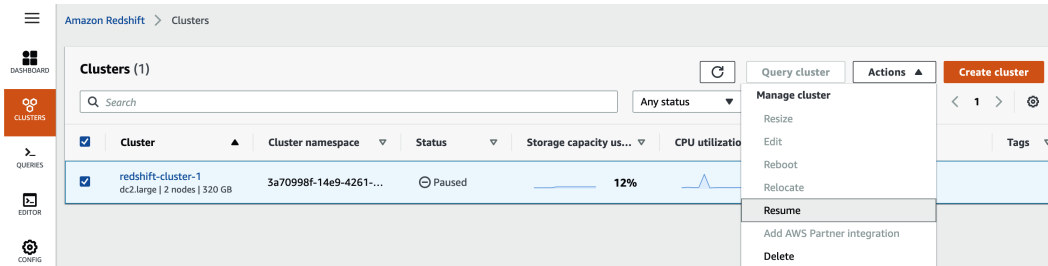 Amazon Redshift > Clusters
DASHBOARD
CLUSTERS
QUERIES
EDITOR
CONFIG
Clusters (1)
Query cluster
Actions
Create cluster
Search
Any status
1
Manage cluster
Resize
Edit
Reboot
Relocate
Resume
Add AWS Partner integration
Delete
Cluster
Cluster namespace
Status
Storage capacity us...
CPU utilizatio
Tags
redshift-cluster-1
dc2.large | 2 nodes | 320 GB
3a70998f-14e9-4261-...
Paused
12%